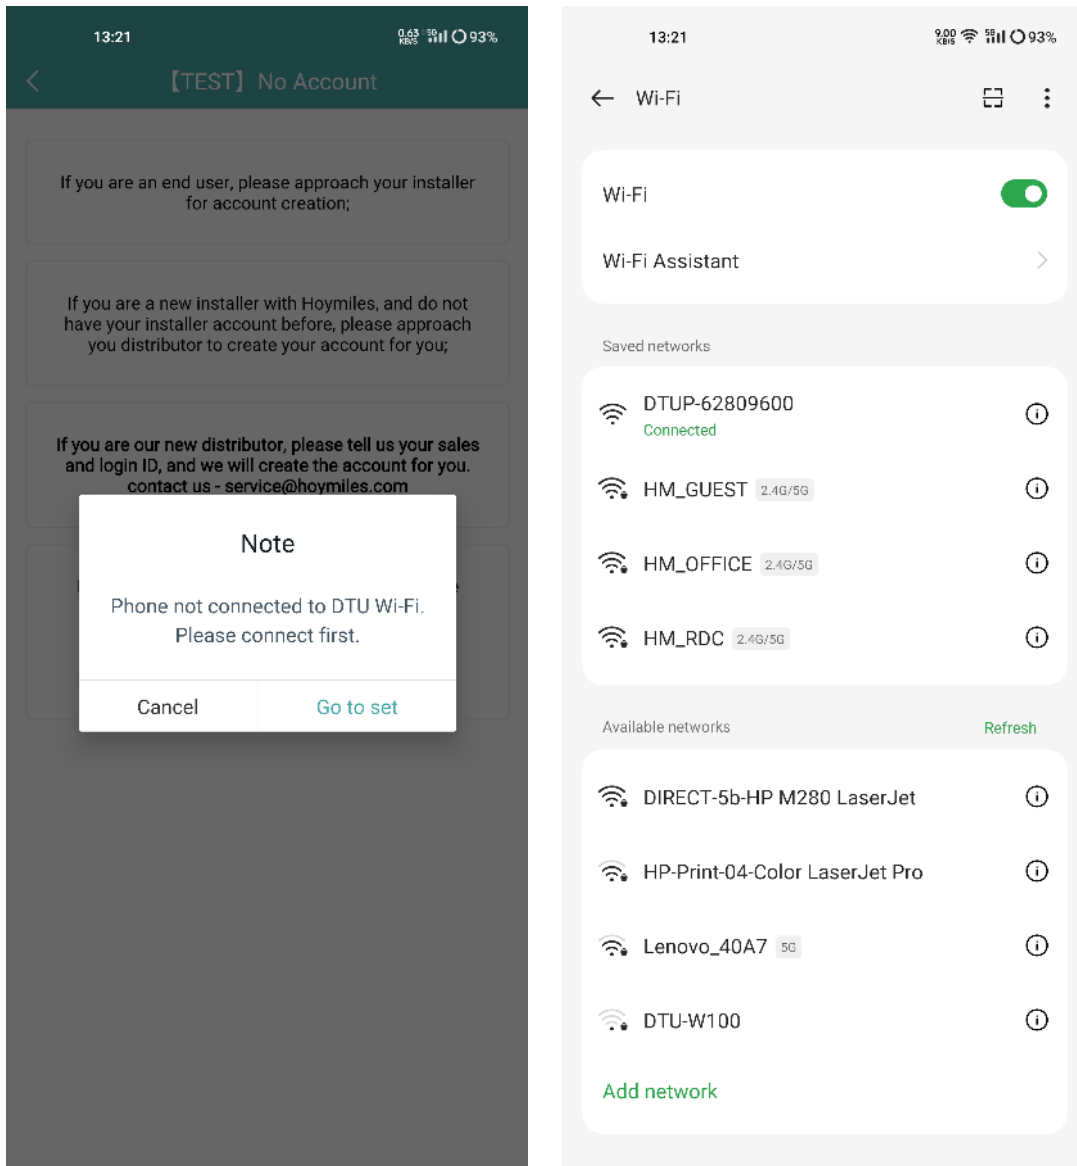 13:21
0.63 KB/S 5G 93%
【TEST】No Account
If you are an end user, please approach your installer
for account creation;
If you are a new installer with Hoymiles, and do not
have your installer account before, please approach
you distributor to create your account for you;
If you are our new distributor, please tell us your sales
and login ID, and we will create the account for you.
contact us - service@hoymiles.com
Note
Phone not connected to DTU Wi-Fi.
Please connect first.
Cancel
Go to set
13:21
9.00 KB/S 5G 93%
Wi-Fi
Wi-Fi
Wi-Fi Assistant
Saved networks
DTUP-62809600
Connected
HM_GUEST 2.4G/5G
HM_OFFICE 2.4G/5G
HM_RDC 2.4G/5G
Available networks
Refresh
DIRECT-5b-HP M280 LaserJet
HP-Print-04-Color LaserJet Pro
Lenovo_40A7 5G
DTU-W100
Add network